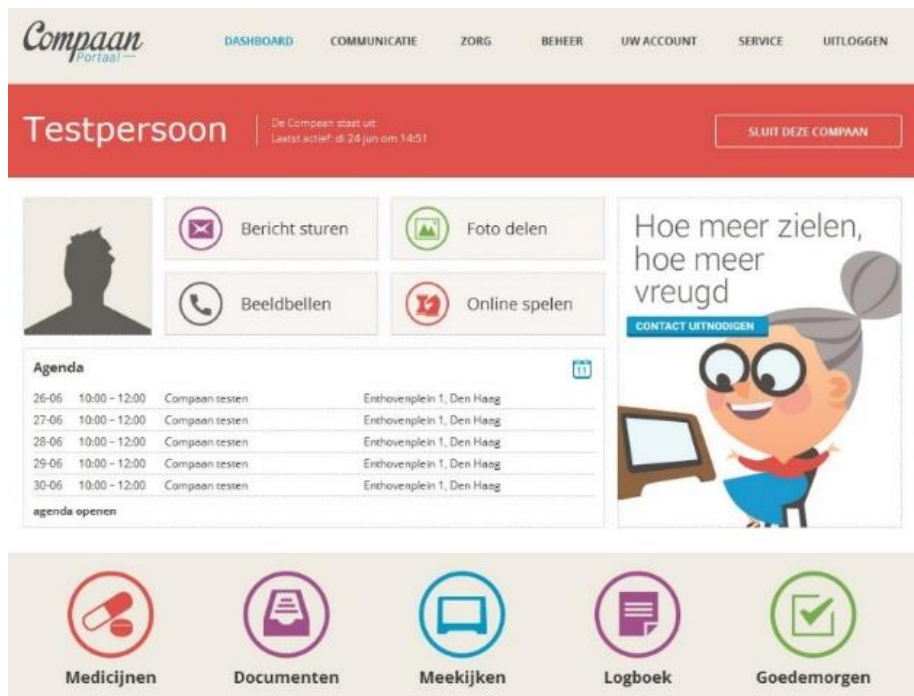 Compaan
Portaal
DASHBOARD COMMUNICATIE ZORG BEHEER UW ACCOUNT SERVICE UITLOGGEN
Testpersoon
De Compaan staat uit
Laatst actief: di 24 jun om 14:51
SLUIT DEZE COMPAAN
Bericht sturen
Foto delen
Beeldbellen
Online spelen
Hoe meer zielen,
hoe meer
vreugd
CONTACT UITNODIGEN
Agenda
11
26-06 10:00 - 12:00 Compaan testen Enthovenplein 1, Den Haag
27-06 10:00 - 12:00 Compaan testen Enthovenplein 1, Den Haag
28-06 10:00 - 12:00 Compaan testen Enthovenplein 1, Den Haag
29-06 10:00 - 12:00 Compaan testen Enthovenplein 1, Den Haag
30-06 10:00 - 12:00 Compaan testen Enthovenplein 1, Den Haag
agenda openen
Medicijnen Documenten Meekijken Logboek Goedemorgen